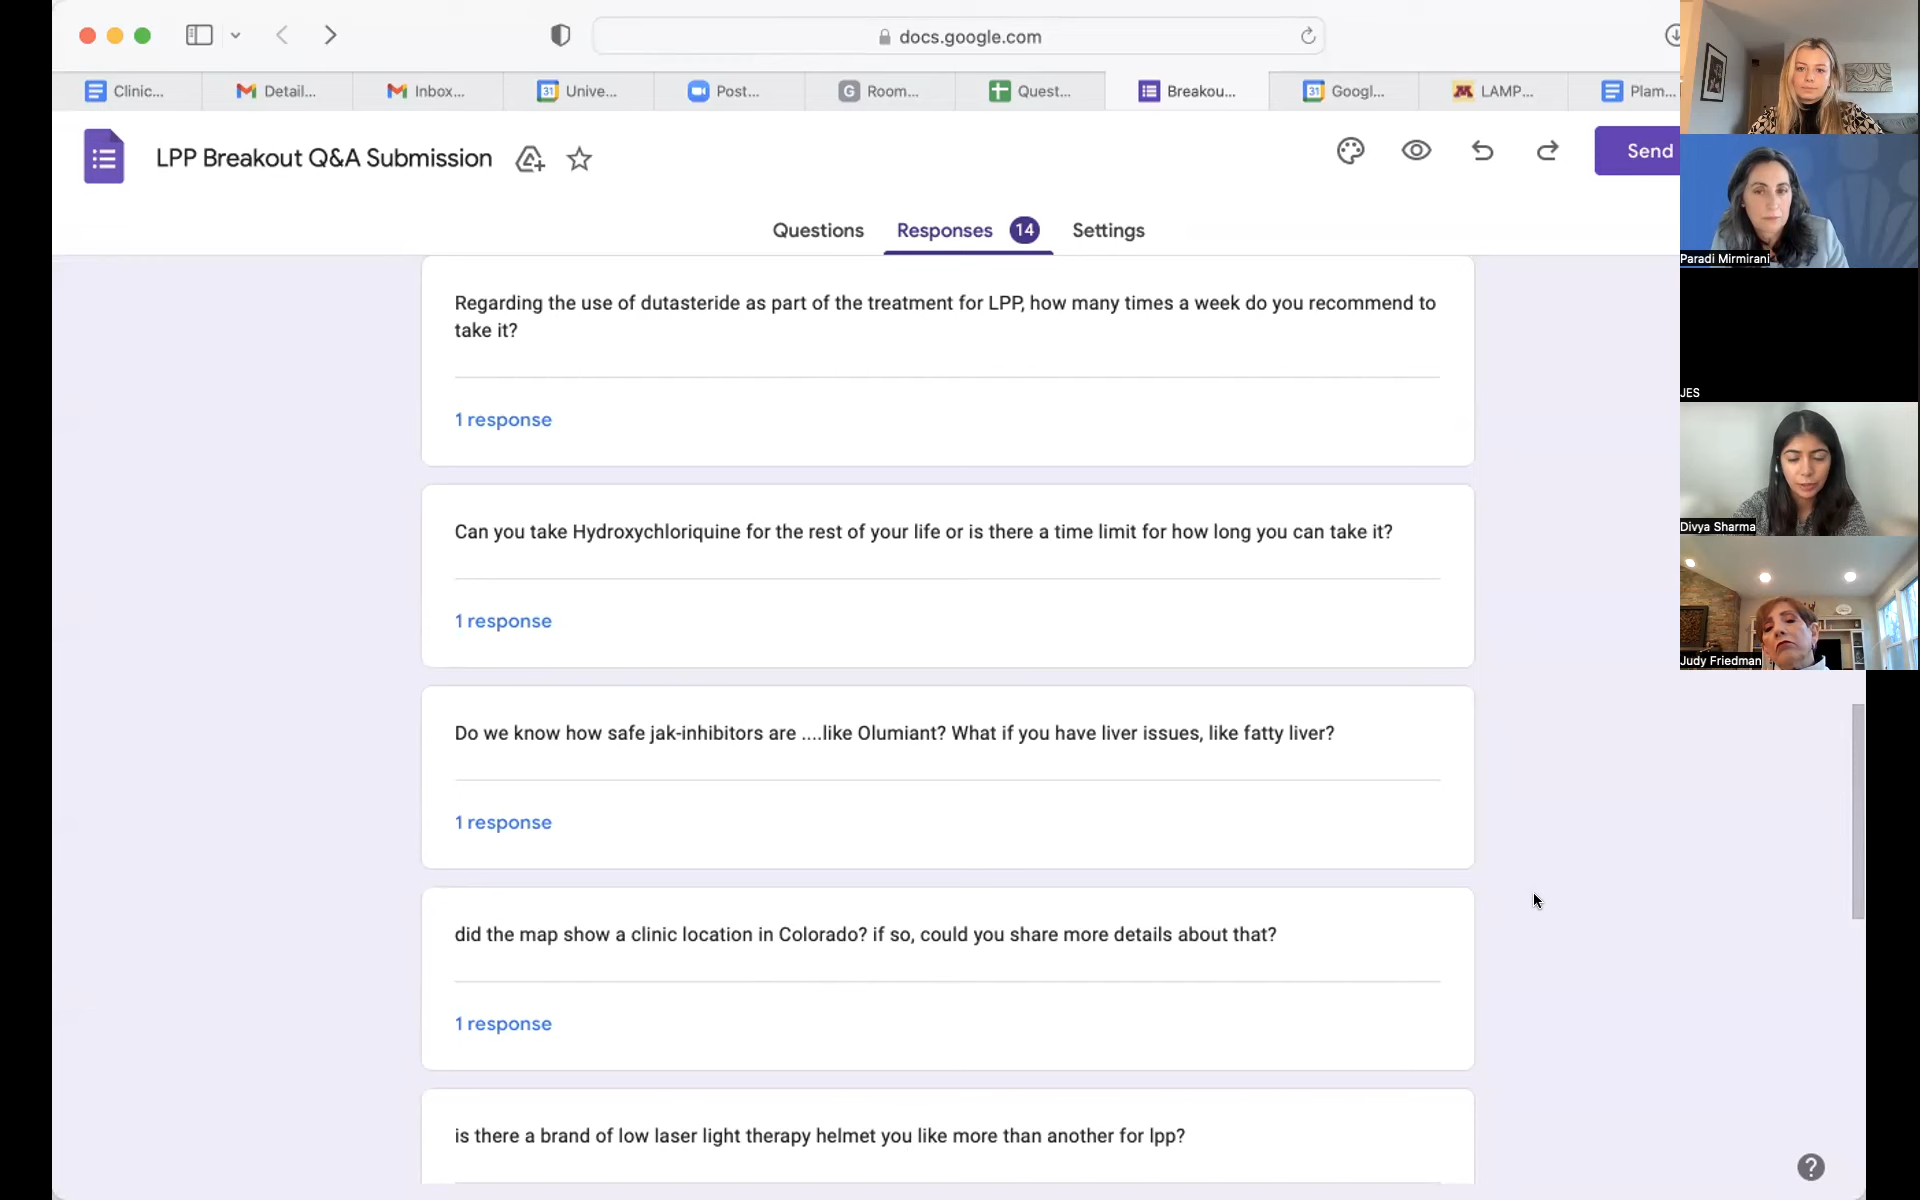 docs.google.com
Clinic...
Detail...
Inbox...
31
Unive...
Post...
G
Room...
Quest...
Breakou...
31
Googl...
M
LAMP...
Plam...
LPP Breakout Q&A Submission
Send
Questions
Responses
14
Settings
Regarding the use of dutasteride as part of the treatment for LPP, how many times a week do you recommend to
take it?
1 response
Can you take Hydroxychloriquine for the rest of your life or is there a time limit for how long you can take it?
1 response
Do we know how safe jak-inhibitors are ....like Olumiant? What if you have liver issues, like fatty liver?
1 response
did the map show a clinic location in Colorado? if so, could you share more details about that?
1 response
is there a brand of low laser light therapy helmet you like more than another for lpp?
Paradi Mirmirani
JES
Divya Sharma
Judy Friedman